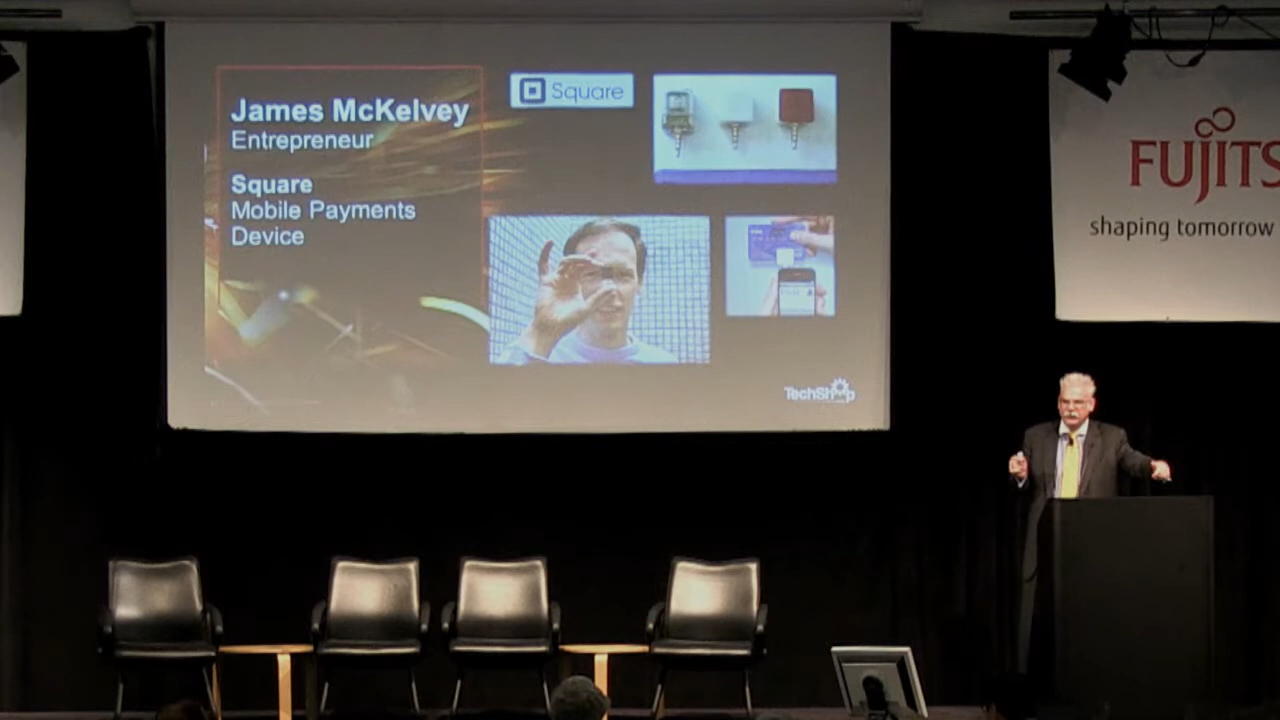 James McKelvey
Entrepreneur
Square
Mobile Payments
Device
Square
TechShop
FUJITS
shaping tomorrow